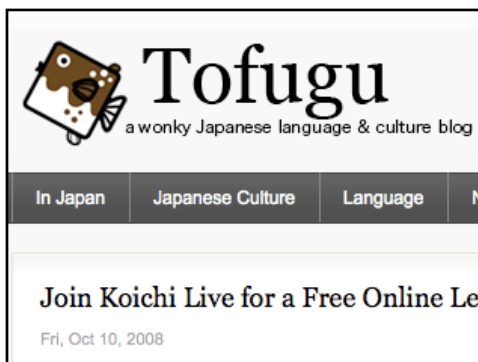 Tofugu
a wonky Japanese language & culture blog
In Japan Japanese Culture Language
Join Koichi Live for a Free Online
Fri, Oct 10, 2008